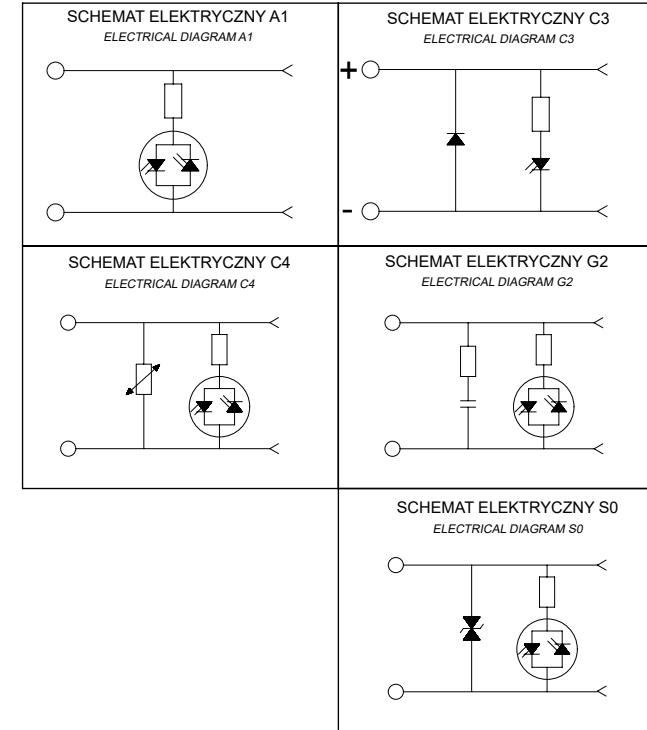 SCHEMAT ELEKTRYCZNY A1
ELECTRICAL DIAGRAM A1
SCHEMAT ELEKTRYCZNY C3
ELECTRICAL DIAGRAM C3
+
-
SCHEMAT ELEKTRYCZNY C4
ELECTRICAL DIAGRAM C4
SCHEMAT ELEKTRYCZNY G2
ELECTRICAL DIAGRAM G2
SCHEMAT ELEKTRYCZNY S0
ELECTRICAL DIAGRAM S0